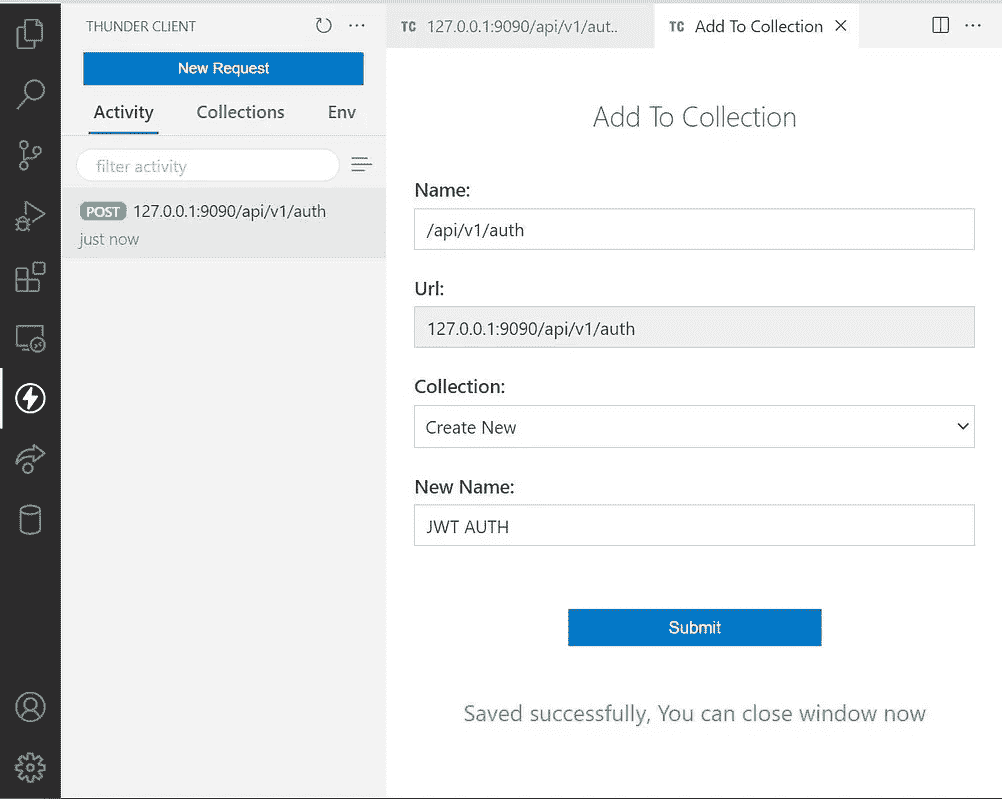 THUNDER CLIENT
New Request
Activity Collections Env
filter activity
POST 127.0.0.1:9090/api/v1/auth
just now
TC 127.0.0.1:9090/api/v1/aut..
TC Add To Collection
Add To Collection
Name:
/api/v1/auth
Url:
127.0.0.1:9090/api/v1/auth
Collection:
Create New
New Name:
JWT AUTH
Submit
Saved successfully, You can close window now